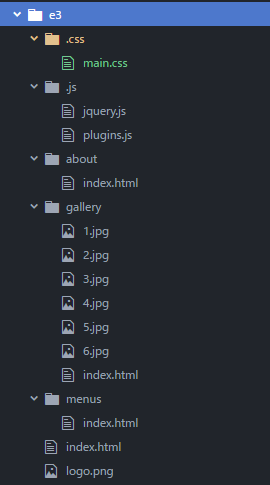 e3
.css
main.css
.js
jquery.js
plugins.js
about
index.html
gallery
1.jpg
2.jpg
3.jpg
4.jpg
5.jpg
6.jpg
index.html
menus
index.html
index.html
logo.png